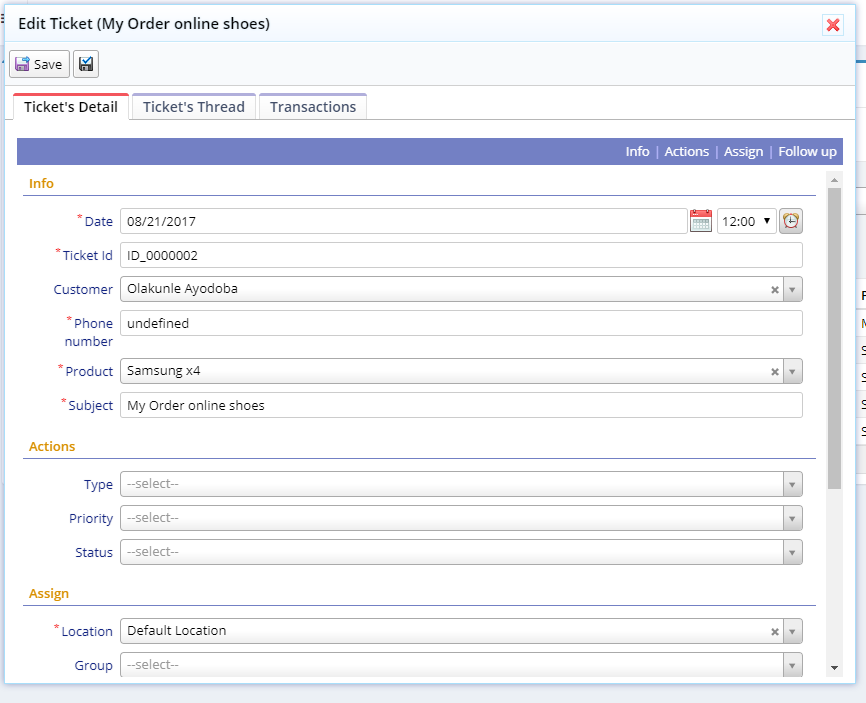 Edit Ticket (My Order online shoes)
Save
Ticket's Detail Ticket's Thread Transactions
Info | Actions | Assign | Follow up
Info
*Date 08/21/2017 12:00
*Ticket Id ID_0000002
Customer Olakunle Ayodoba
*Phone
number
undefined
*Product Samsung x4
*Subject My Order online shoes
Actions
Type --select--
Priority --select--
Status --select--
Assign
*Location Default Location
Group --select--